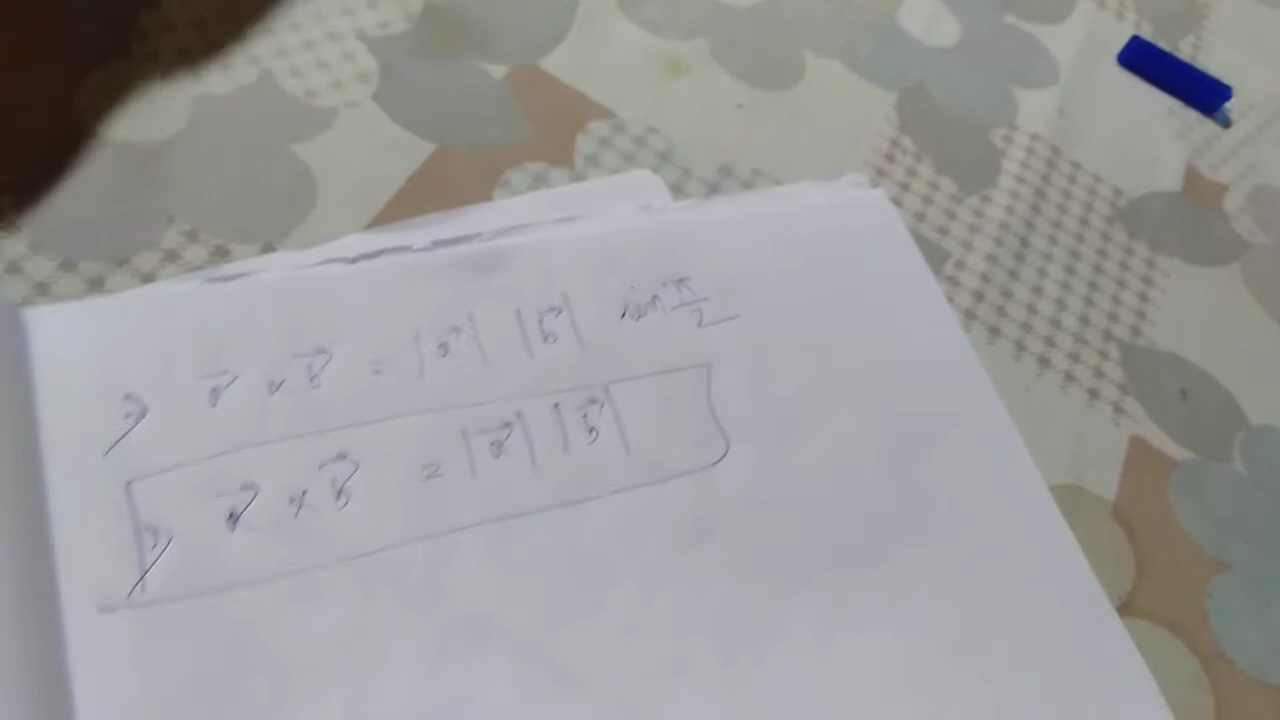 ⇒ a⃗ × b⃗ = |a⃗| |b⃗| sin π/2
⇒ a⃗ × b⃗ = |a⃗| |b⃗|